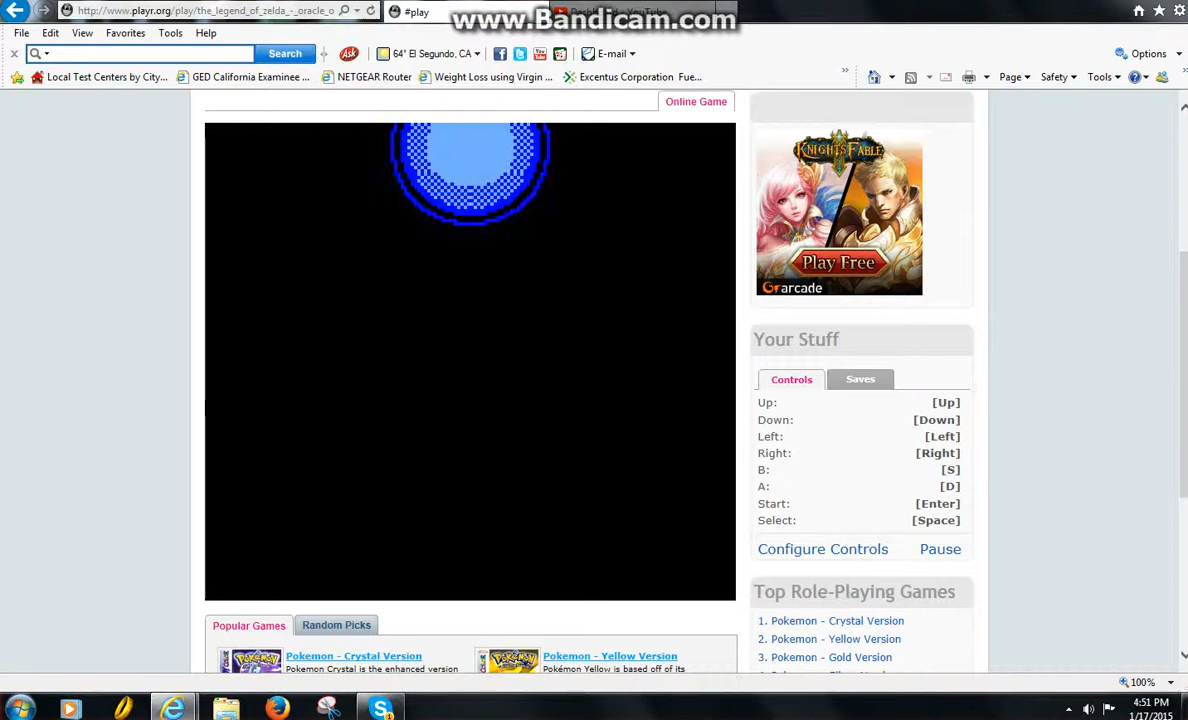 http://www.playr.org/play/the_legend_of_zelda_-_oracle_o
#play
www.Bandicam.com
File Edit View Favorites Tools Help
Search
Ask
64° El Segundo, CA
E-mail
Options
Local Test Centers by City...
GED California Examinee ...
NETGEAR Router
Weight Loss using Virgin ...
Excentus Corporation Fue...
Page
Safety
Tools
Online Game
KNIGHTS FABLE
Play Free
arcade
Your Stuff
Controls
Saves
Up: [Up]
Down: [Down]
Left: [Left]
Right: [Right]
B: [S]
A: [D]
Start: [Enter]
Select: [Space]
Configure Controls
Pause
Top Role-Playing Games
1. Pokemon - Crystal Version
2. Pokemon - Yellow Version
3. Pokemon - Gold Version
Popular Games
Random Picks
Pokemon - Crystal Version
Pokemon Crystal is the enhanced version
Pokemon - Yellow Version
Pokémon Yellow is based off of its
100%
4:51 PM
1/17/2015